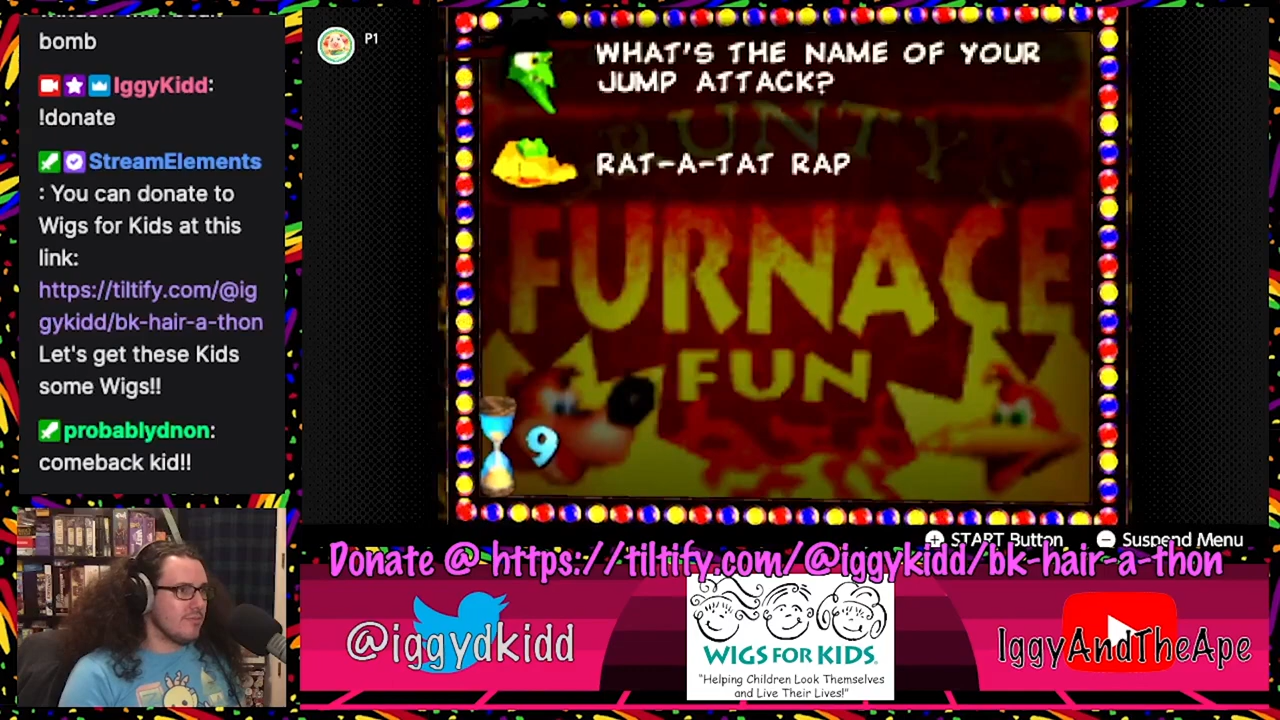 bomb
IggyKidd:
!donate
StreamElements
: You can donate to
Wigs for Kids at this
link:
https://tiltify.com/@ig
gykidd/bk-hair-a-thon
Let's get these Kids
some Wigs!!
probablydnon:
comeback kid!!
P1
WHAT'S THE NAME OF YOUR
JUMP ATTACK?
RAT-A-TAT RAP
GRUNTY'S
FURNACE
FUN
9
START Button
Suspend Menu
Donate @ https://tiltify.com/@iggykidd/bk-hair-a-thon
@iggydkidd
WIGS FOR KIDS.
"Helping Children Look Themselves
and Live Their Lives!"
IggyAndTheApe